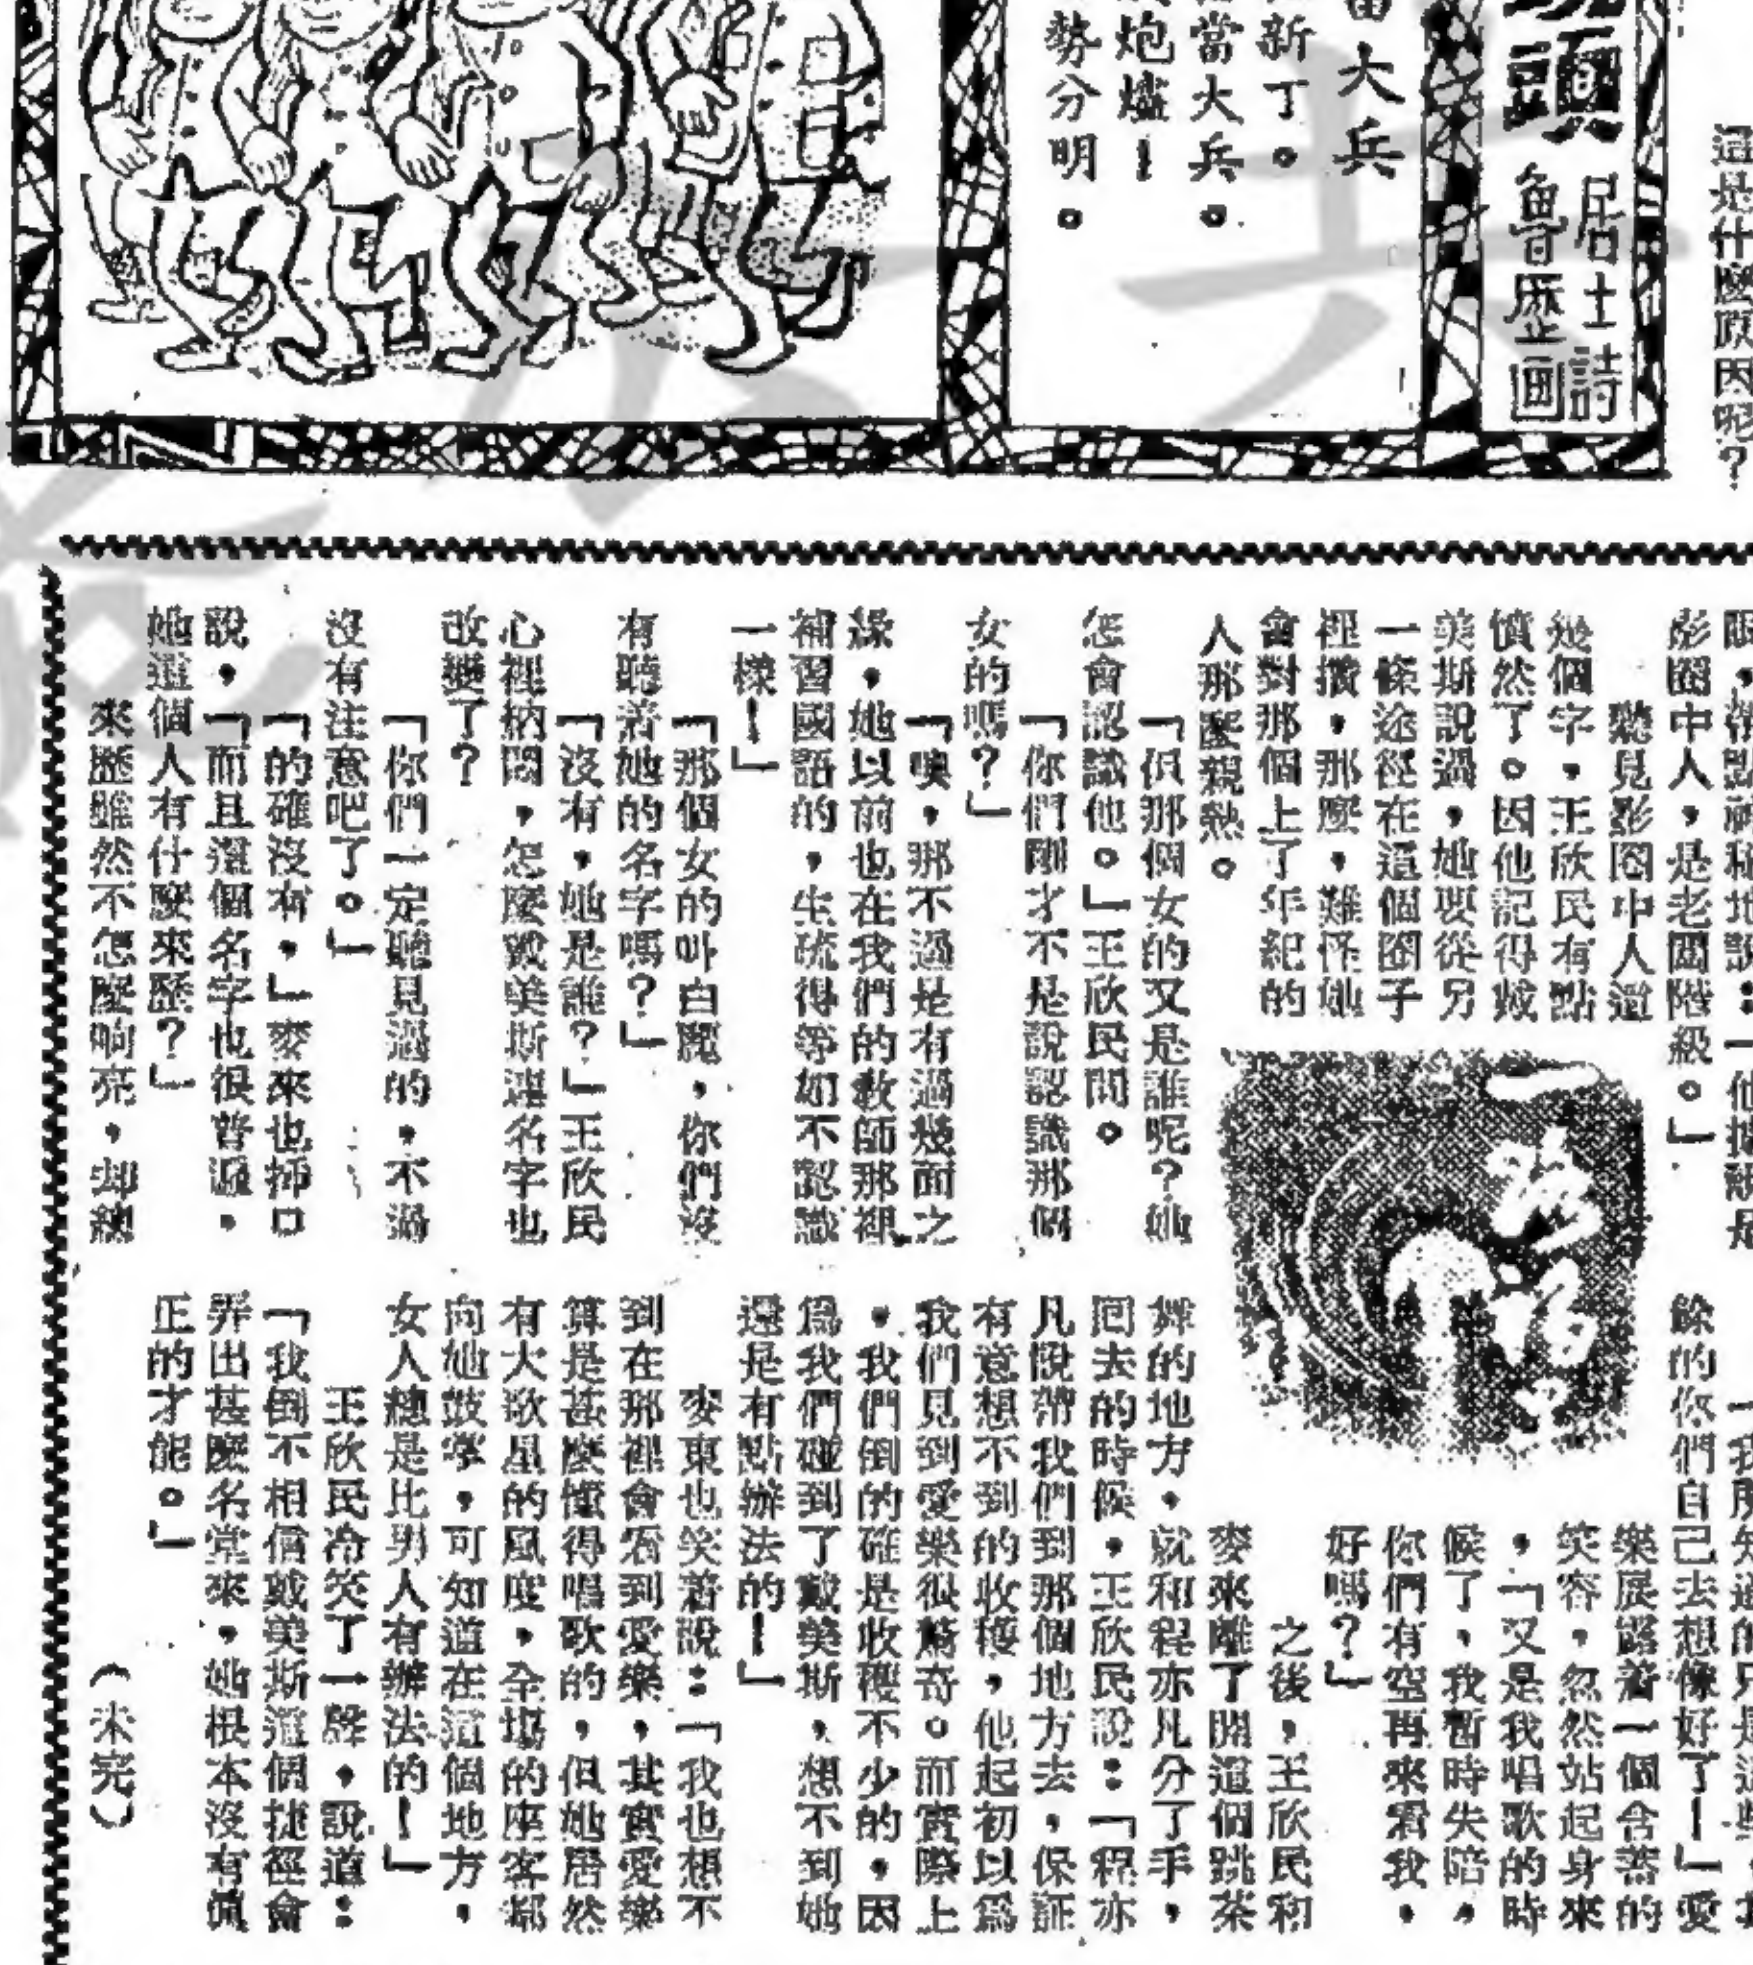 這是什麼原因呢？
頭
居士詩
魯歷画
當大兵
新丁。
當大兵。
炮爐！
勢分明。
影圈中人，是老闆階級。」
聽見影圈中人這
幾個字，王欣民有點
憤然了。因他記得戴
美斯說過，她要從另
一條途徑在這個圈子
裡攢，那麼，難怪她
會對那個上了年紀的
人那麼親熱。
「但那個女的又是誰呢？她
怎會認識他。」王欣民問。
「你們剛才不是說認識那個
女的嗎？」
「噢，那不過是有過幾面之
緣，她以前也在我們的教師那裡
補習國語的，生疏得等如不認識
一樣！」
「那個女的叫白麗，你們沒
有聽着她的名字嗎？」
「沒有，她是誰？」王欣民
心裡納悶，怎麼戴美斯連名字也
改變了？
「你們一定聽見過的，不過
沒有注意吧了。」
「的確沒有，」麥來也插口
說，「而且這個名字也很普遍，
她這個人有什麼來歷？」
來歷雖然不怎麼响亮，却總
餘的你們自己去想像好了！」愛
樂展露着一個含蓄的
笑容，忽然站起身來
，「又是我唱歌的時
候了，我暫時失陪，
你們有空再來看我，
好嗎？」
之後，王欣民和
麥來離了開這個跳茶
舞的地方，就和程亦凡分了手，
回去的時候，王欣民說：「程亦
凡說帶我們到那個地方去，保証
有意想不到的收穫，他起初以爲
我們見到愛樂很驚奇。而實際上
，我們倒的確是收穫不少的，因
爲我們碰到了戴美斯，想不到她
還是有點辦法的！」
麥東也笑着說：「我也想不
到在那裡會看到愛樂，其實愛樂
算是甚麼懂得唱歌的，但她居然
有大歌星的風度，全場的座客都
向她鼓掌，可知道在這個地方，
女人總是比男人有辦法的！」
王欣民冷笑了一聲，說道：
「我倒不相信戴美斯這個捷徑會
弄出甚麼名堂來，她根本沒有眞
正的才能。」
（未完）